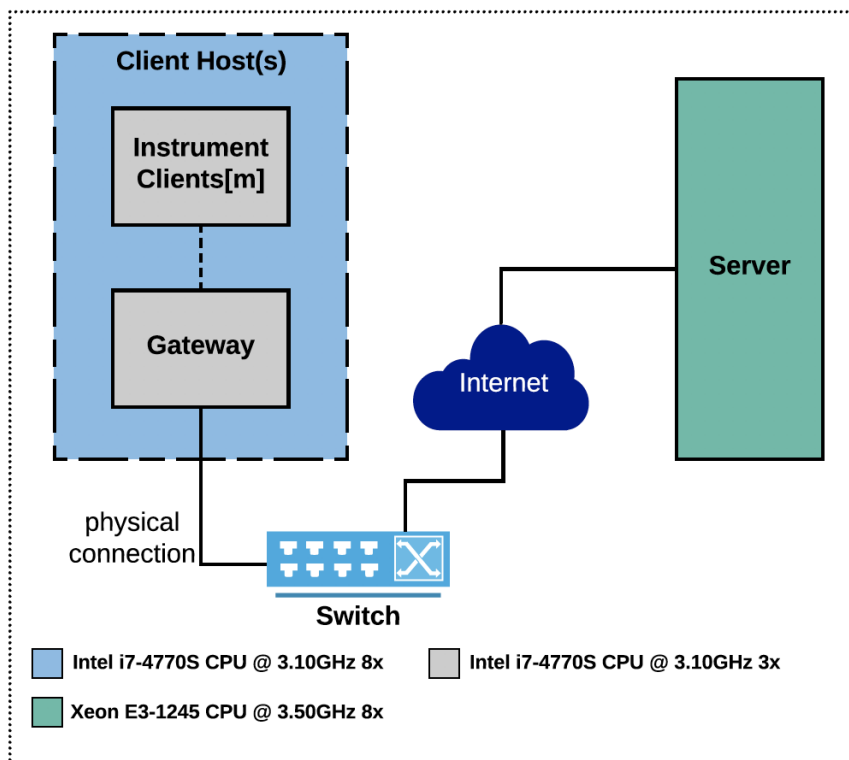 Client Host(s)
Instrument
Clients[m]
Gateway
Server
Internet
physical
connection
Switch
Intel i7-4770S CPU @ 3.10GHz 8x
Intel i7-4770S CPU @ 3.10GHz 3x
Xeon E3-1245 CPU @ 3.50GHz 8x